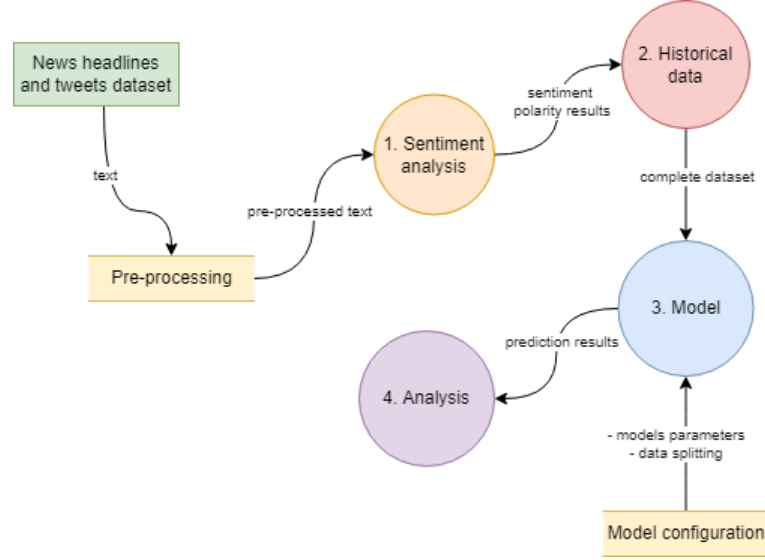 News headlines
and tweets dataset
text
Pre-processing
pre-processed text
1. Sentiment
analysis
sentiment
polarity results
2. Historical
data
complete dataset
3. Model
prediction results
4. Analysis
- models parameters
- data splitting
Model configuration